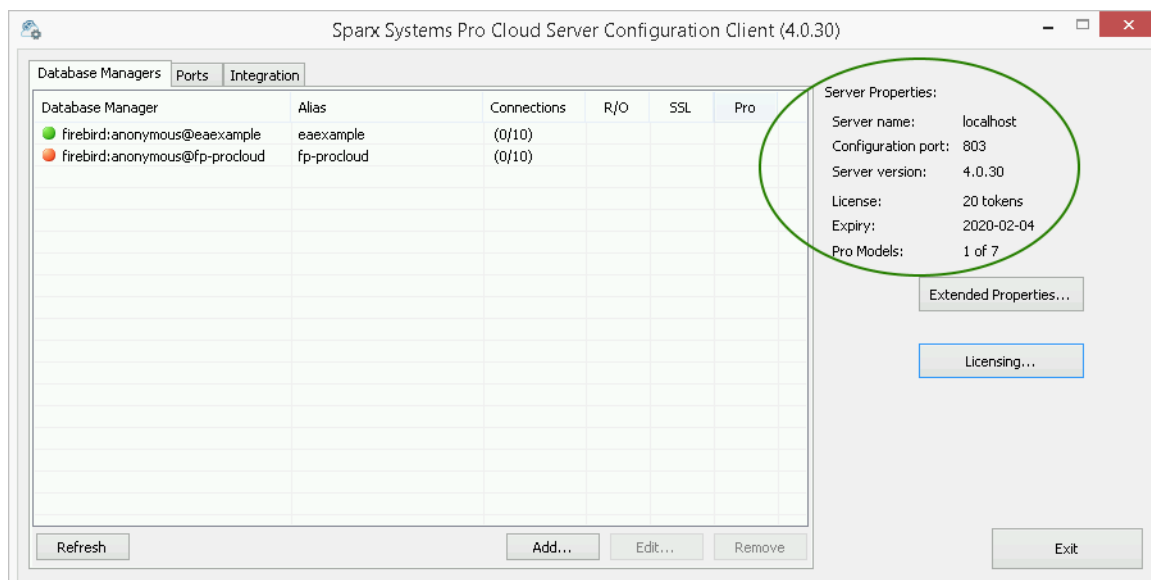 Sparx Systems Pro Cloud Server Configuration Client (4.0.30)
Database Managers Ports Integration
Database Manager Alias Connections R/O SSL Pro
firebird:anonymous@eaexample eaexample (0/10)
firebird:anonymous@fp-procloud fp-procloud (0/10)
Refresh Add... Edit... Remove
Server Properties:
Server name: localhost
Configuration port: 803
Server version: 4.0.30
License: 20 tokens
Expiry: 2020-02-04
Pro Models: 1 of 7
Extended Properties...
Licensing...
Exit